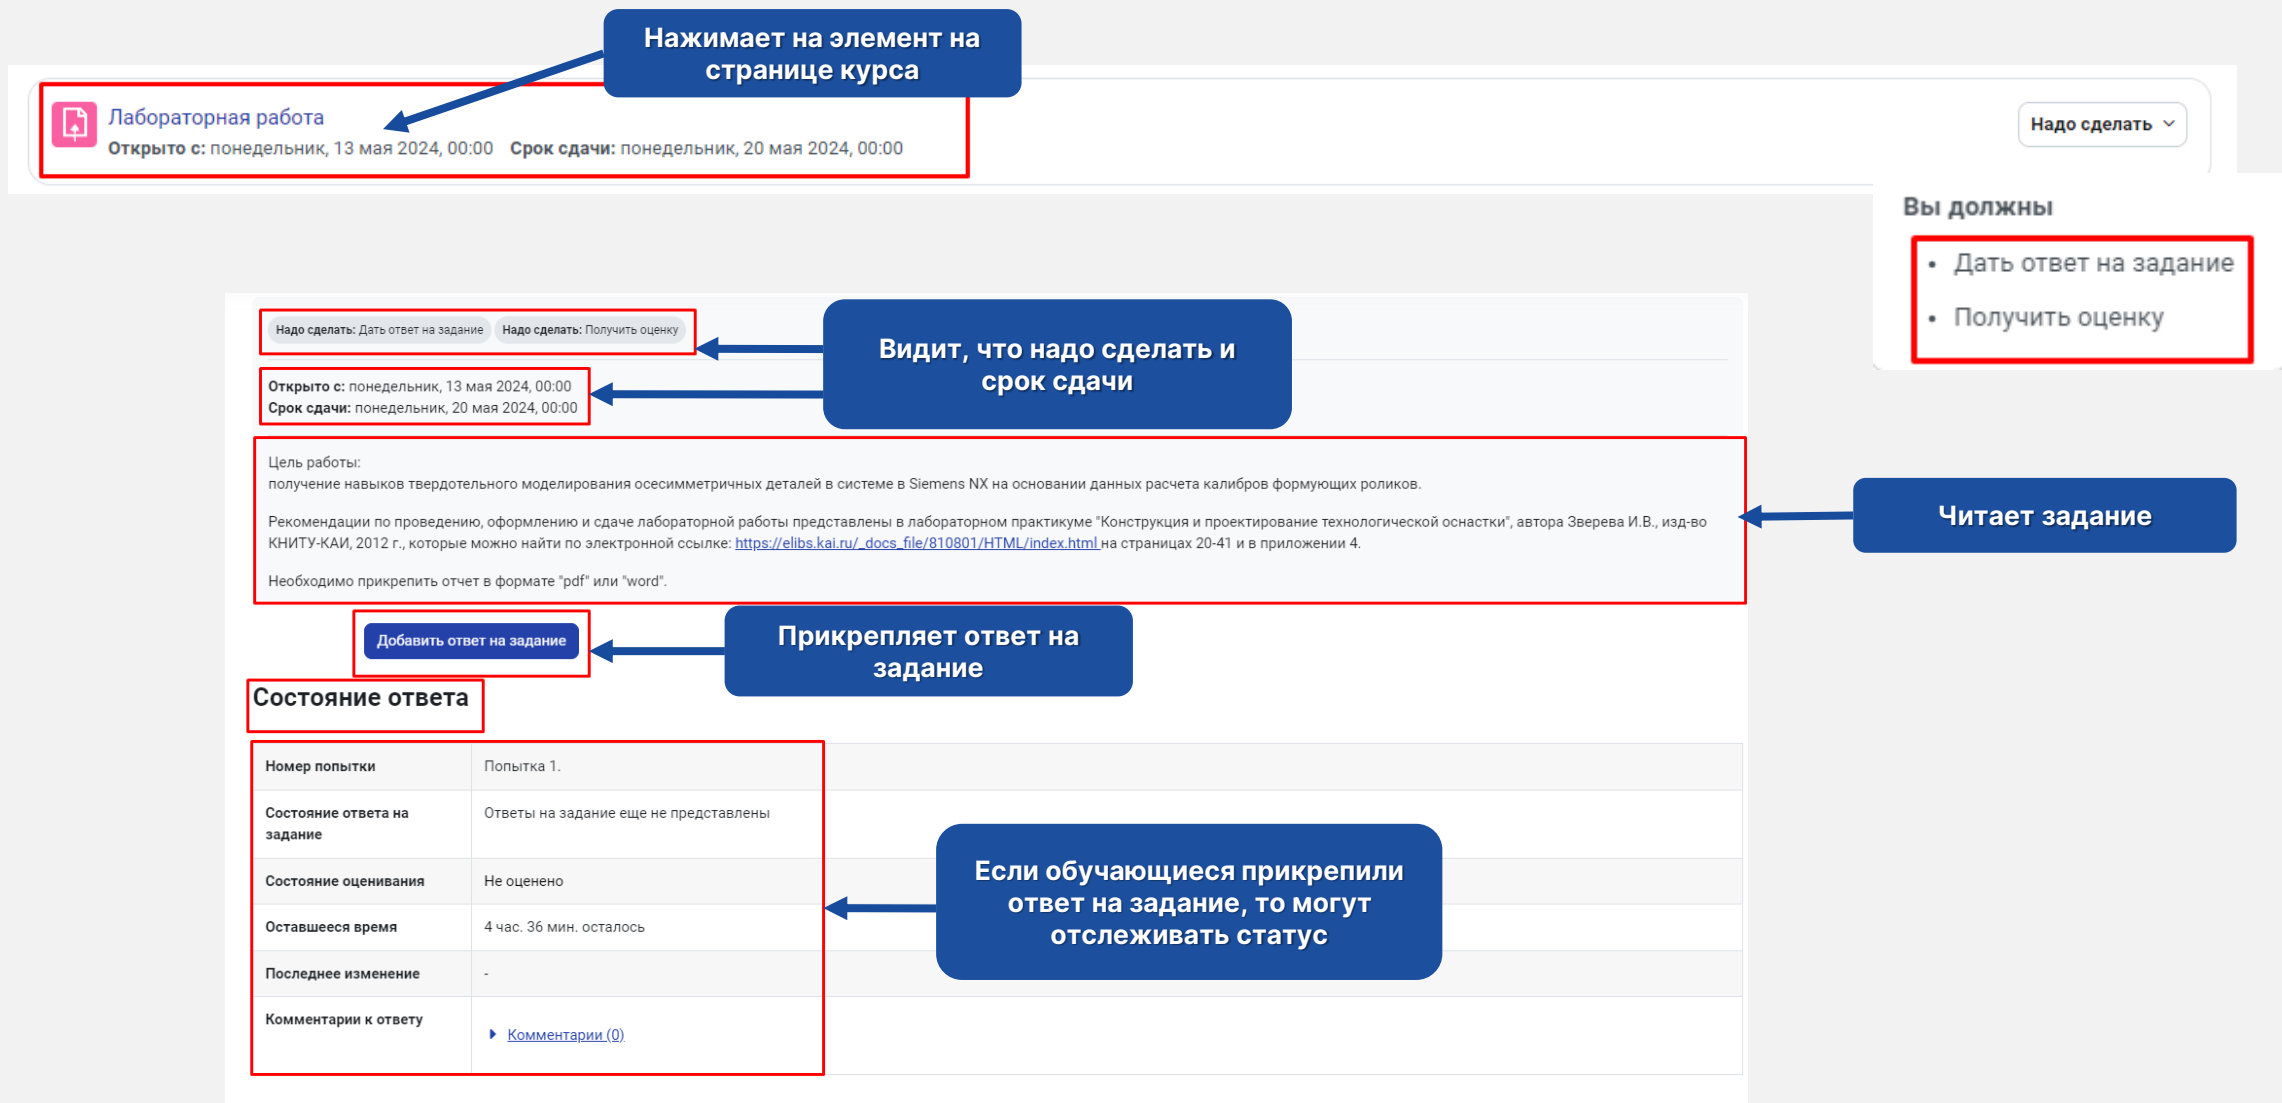 Нажимает на элемент на
странице курса
Лабораторная работа
Открыто с: понедельник, 13 мая 2024, 00:00 Срок сдачи: понедельник, 20 мая 2024, 00:00
Надо сделать
Вы должны
• Дать ответ на задание
• Получить оценку
Надо сделать: Дать ответ на задание Надо сделать: Получить оценку
Видит, что надо сделать и
срок сдачи
Открыто с: понедельник, 13 мая 2024, 00:00
Срок сдачи: понедельник, 20 мая 2024, 00:00
Цель работы:
получение навыков твердотельного моделирования осесимметричных деталей в системе в Siemens NX на основании данных расчета калибров формующих роликов.
Рекомендации по проведению, оформлению и сдаче лабораторной работы представлены в лабораторном практикуме "Конструкция и проектирование технологической оснастки", автора Зверева И.В., изд-во
КНИТУ-КАИ, 2012 г., которые можно найти по электронной ссылке: https://elibs.kai.ru/_docs_file/810801/HTML/index.html на страницах 20-41 и в приложении 4.
Необходимо прикрепить отчет в формате "pdf" или "word".
Читает задание
Добавить ответ на задание
Прикрепляет ответ на
задание
Состояние ответа
Номер попытки Попытка 1.
Состояние ответа на Ответы на задание еще не представлены
задание
Состояние оценивания Не оценено
Оставшееся время 4 час. 36 мин. осталось
Последнее изменение -
Комментарии к ответу
Комментарии (0)
Если обучающиеся прикрепили
ответ на задание, то могут
отслеживать статус